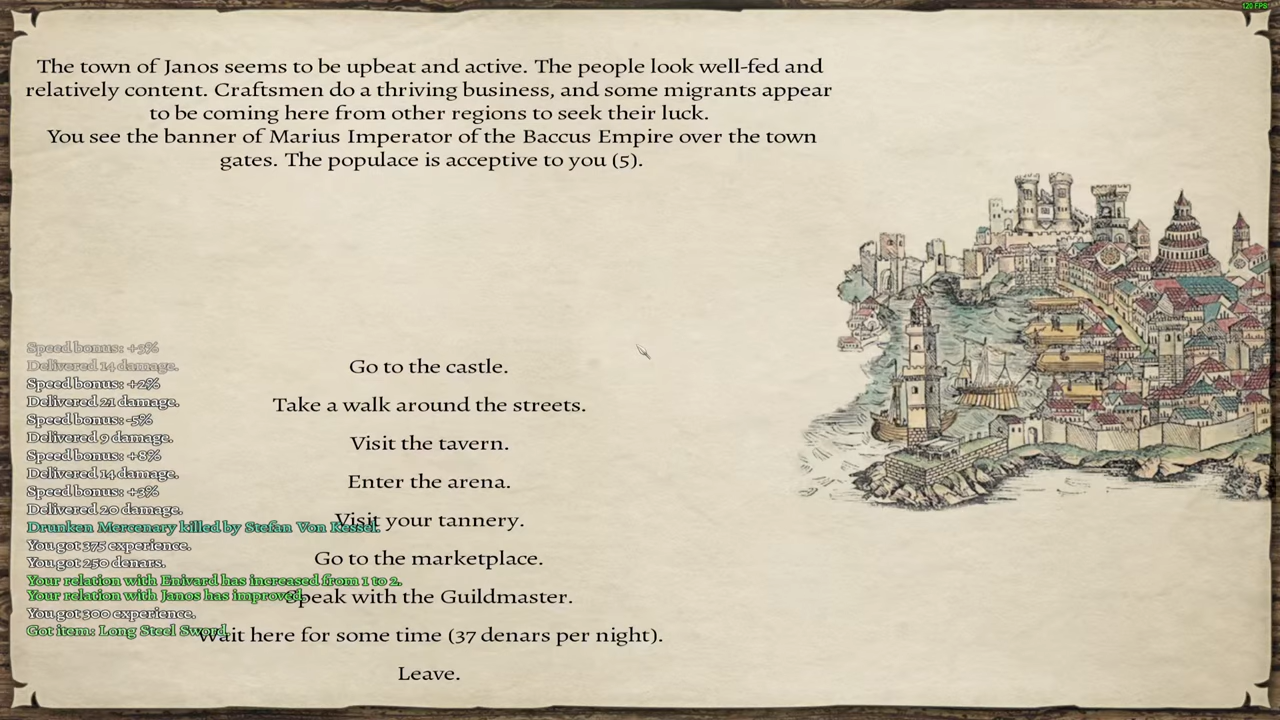 120 FPS
The town of Janos seems to be upbeat and active. The people look well-fed and
relatively content. Craftsmen do a thriving business, and some migrants appear
to be coming here from other regions to seek their luck.
You see the banner of Marius Imperator of the Baccus Empire over the town
gates. The populace is acceptive to you (5).
Go to the castle.
Take a walk around the streets.
Visit the tavern.
Enter the arena.
Visit your tannery.
Go to the marketplace.
Speak with the Guildmaster.
Wait here for some time (37 denars per night).
Leave.
Speed bonus: +3%
Delivered 14 damage.
Speed bonus: +2%
Delivered 21 damage.
Speed bonus: -5%
Delivered 9 damage.
Speed bonus: +8%
Delivered 14 damage.
Speed bonus: +3%
Delivered 20 damage.
Drunken Mercenary killed by Stefan Von Kessel.
You got 375 experience.
You got 250 denars.
Your relation with Enivard has increased from 1 to 2.
Your relation with Janos has improved.
You got 300 experience.
Got item: Long Steel Sword.